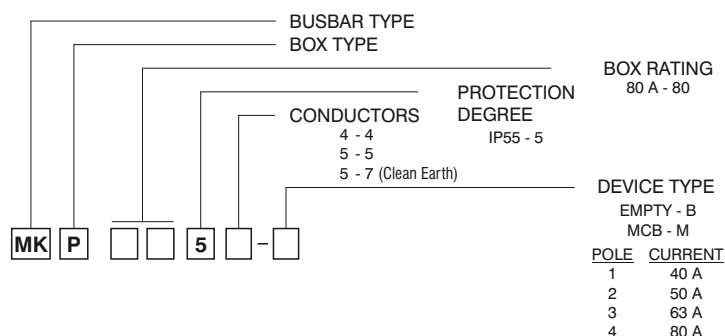 BUSBAR TYPE
BOX TYPE
BOX RATING
80 A - 80
PROTECTION
DEGREE
IP55 - 5
CONDUCTORS
4 - 4
5 - 5
5 - 7 (Clean Earth)
DEVICE TYPE
EMPTY - B
MCB - M
POLE CURRENT
1 40 A
2 50 A
3 63 A
4 80 A
MK P 5 -